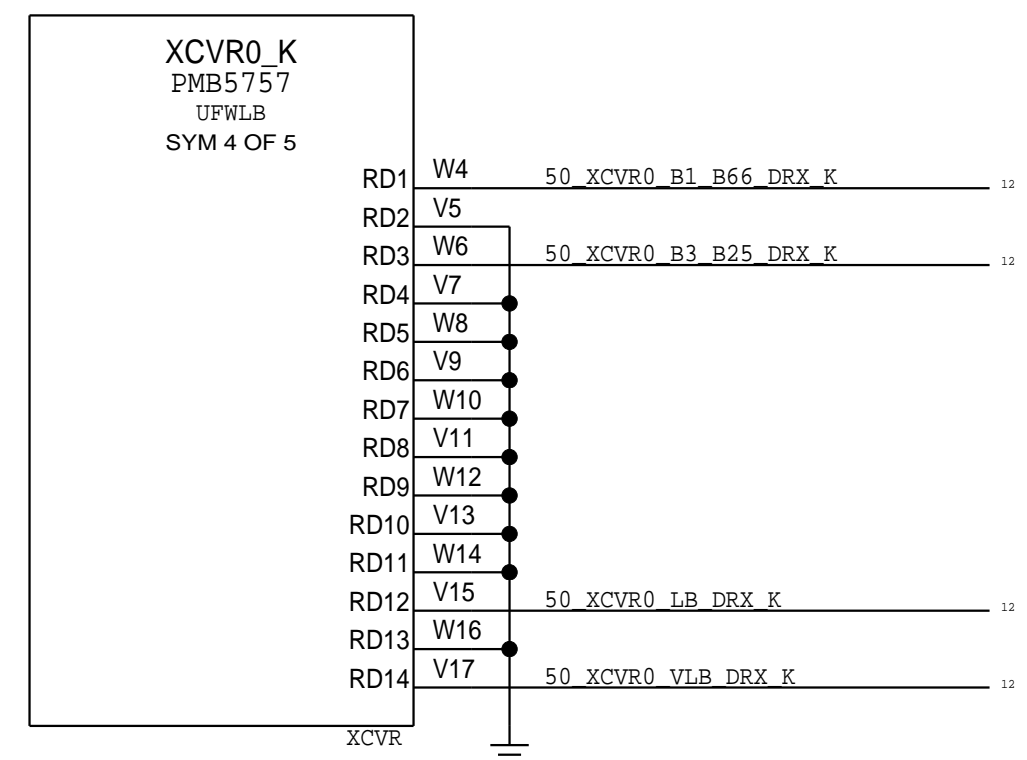 XCVR0_K
PMB5757
UFWLB
SYM 4 OF 5
RD1 W4 50_XCVR0_B1_B66_DRX_K 12
RD2 V5
RD3 W6 50_XCVR0_B3_B25_DRX_K 12
RD4 V7
RD5 W8
RD6 V9
RD7 W10
RD8 V11
RD9 W12
RD10 V13
RD11 W14
RD12 V15 50_XCVR0_LB_DRX_K 12
RD13 W16
RD14 V17 50_XCVR0_VLB_DRX_K 12
XCVR